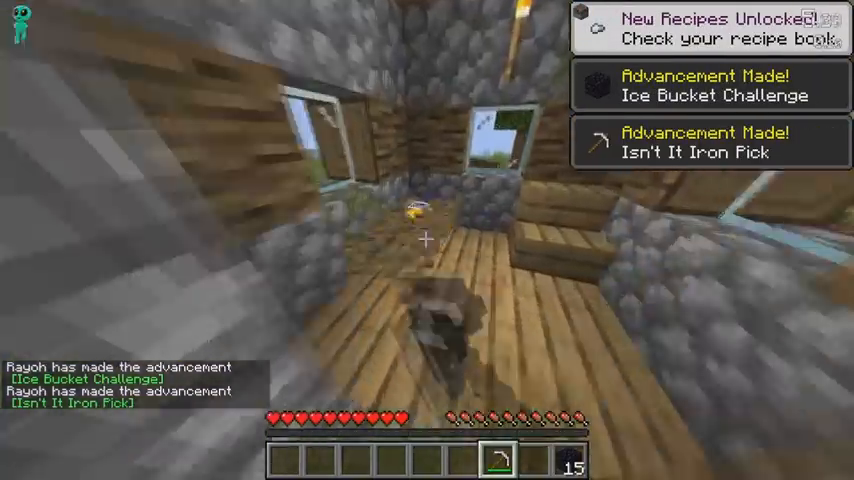 New Recipes Unlocked!
Check your recipe book
Advancement Made!
Ice Bucket Challenge
Advancement Made!
Isn't It Iron Pick
Rayoh has made the advancement
[Ice Bucket Challenge]
Rayoh has made the advancement
[Isn't It Iron Pick]
15